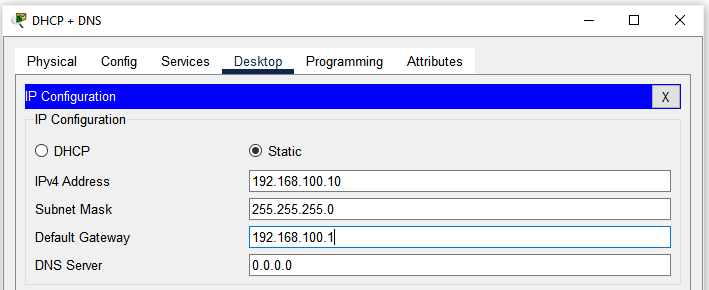 DHCP + DNS
Physical Config Services Desktop Programming Attributes
IP Configuration X
IP Configuration
DHCP Static
IPv4 Address 192.168.100.10
Subnet Mask 255.255.255.0
Default Gateway 192.168.100.1
DNS Server 0.0.0.0